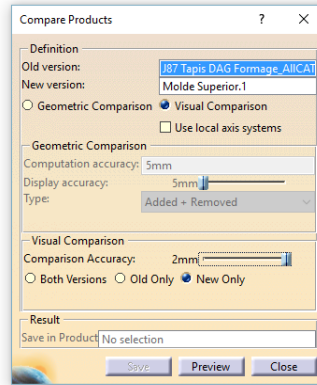 Compare Products ? X
Definition
Old version: J87 Tapis DAG Formage_AllCAT
New version: Molde Superior.1
Geometric Comparison Visual Comparison
Use local axis systems
Geometric Comparison
Computation accuracy: 5mm
Display accuracy: 5mm
Type: Added + Removed
Visual Comparison
Comparison Accuracy: 2mm
Both Versions Old Only New Only
Result
Save in Product No selection
Save Preview Close